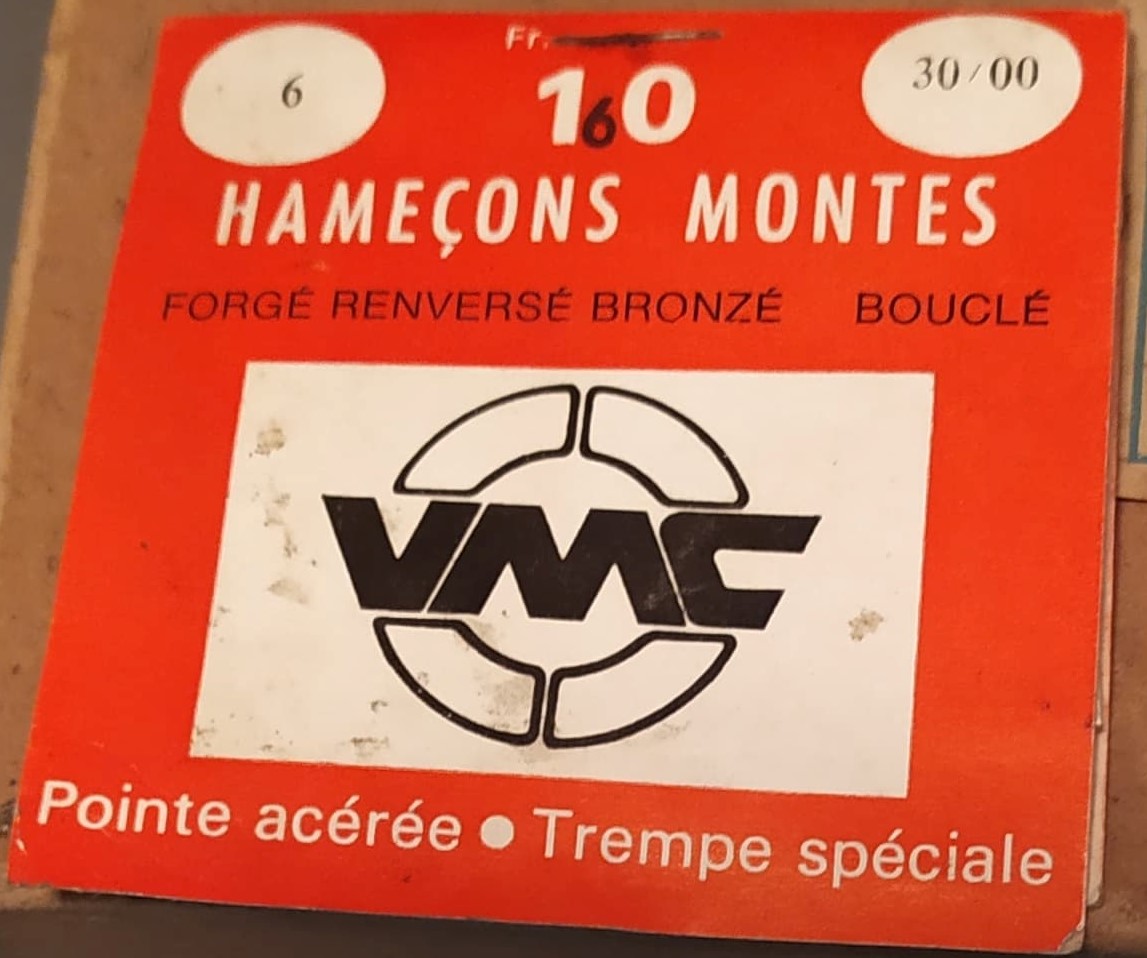 6
Fr.
160
30/00
HAMEÇONS MONTES
FORGÉ RENVERSÉ BRONZÉ BOUCLÉ
VMC
Pointe acérée • Trempe spéciale